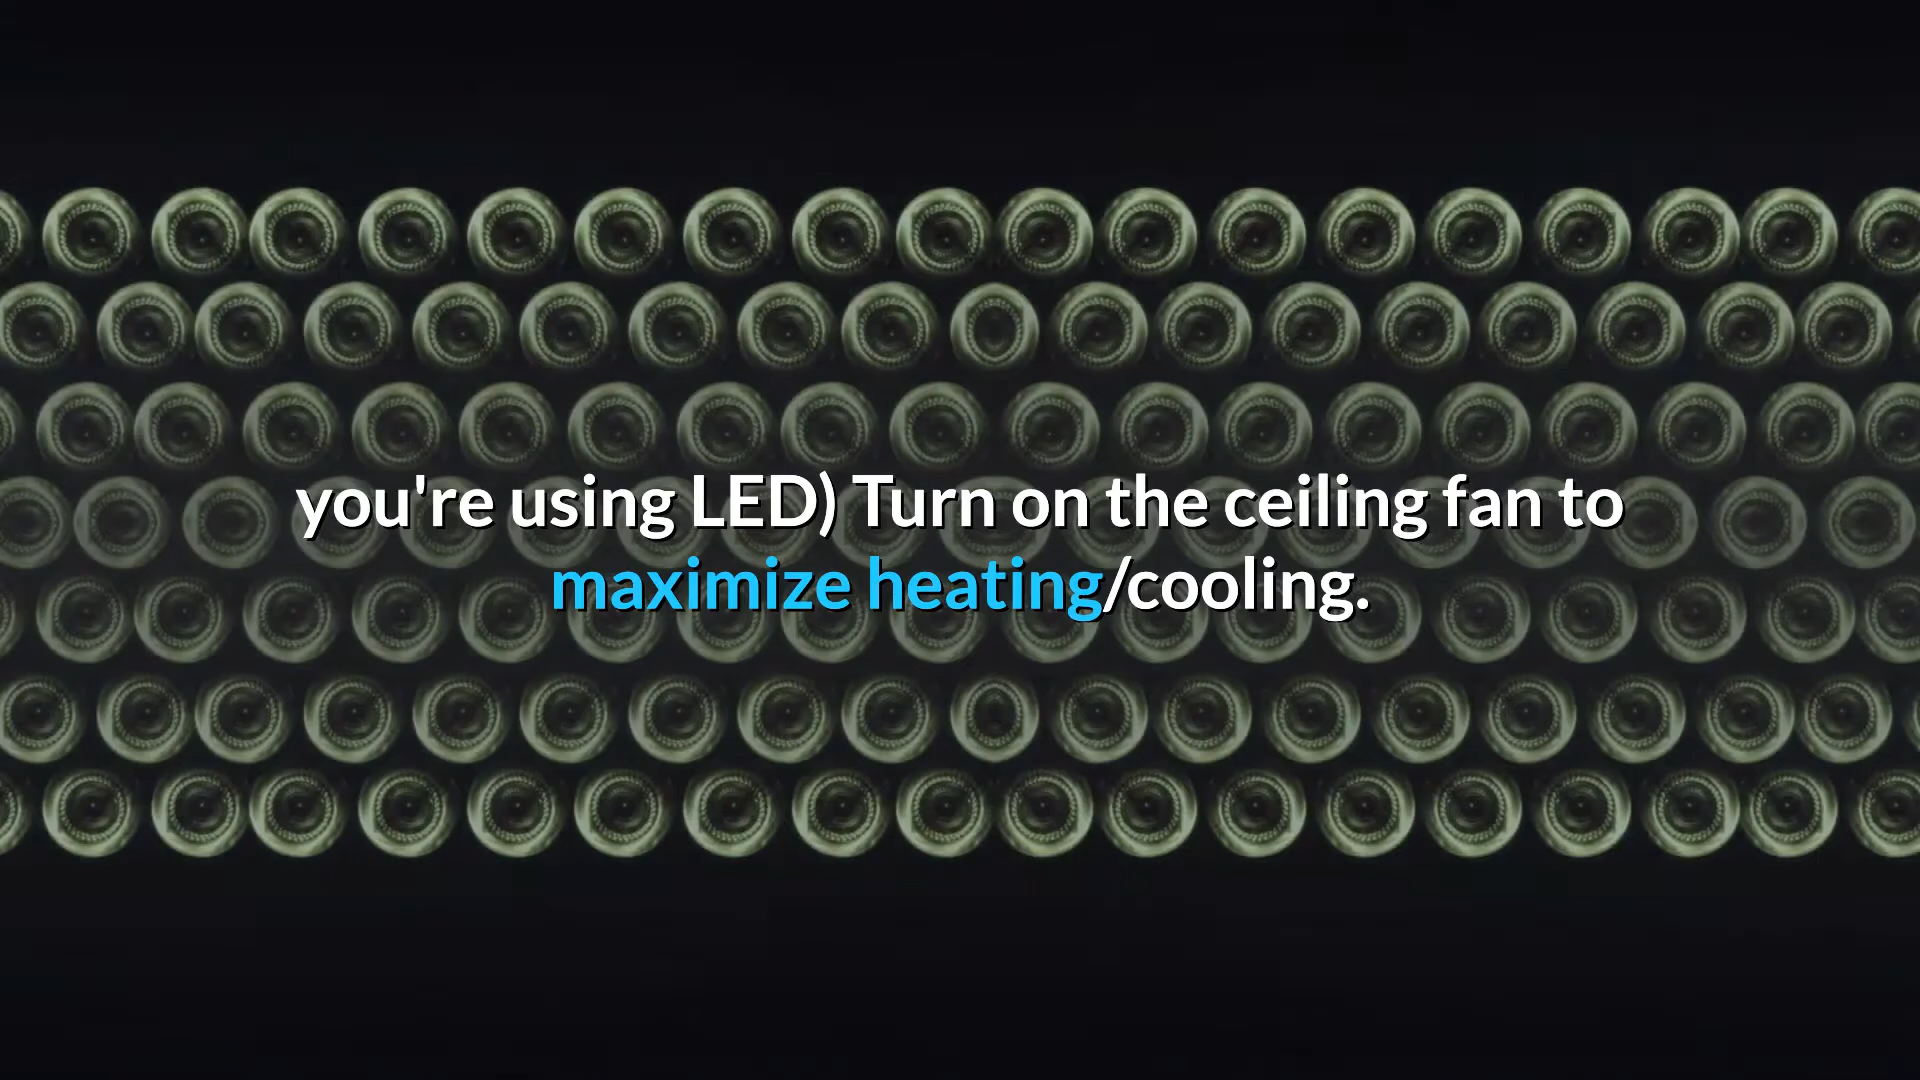 you're using LED) Turn on the ceiling fan to
maximize heating/cooling.